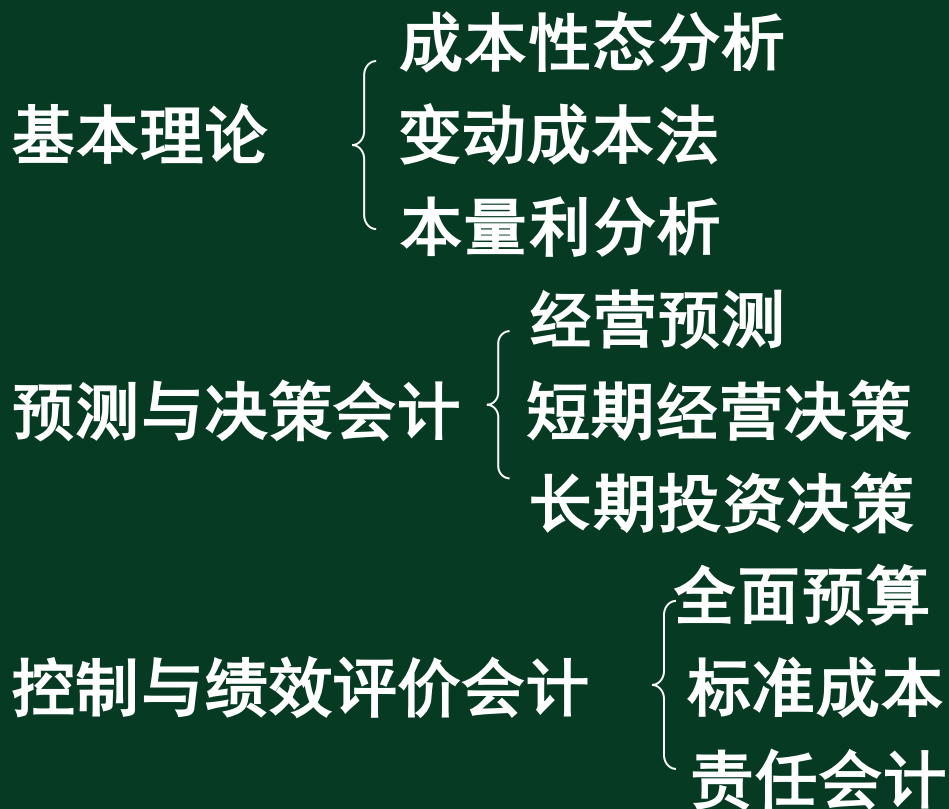 成本性态分析
基本理论
变动成本法
本量利分析
经营预测
预测与决策会计
短期经营决策
长期投资决策
全面预算
控制与绩效评价会计
标准成本
责任会计